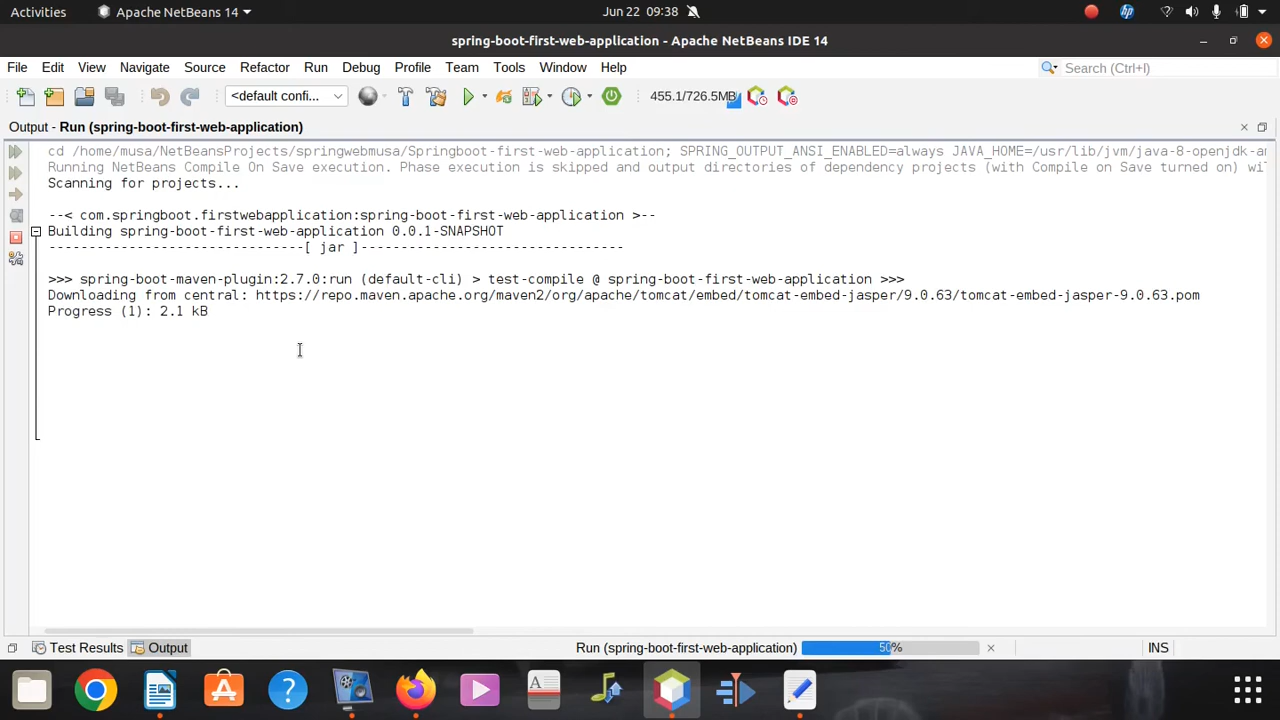 Activities
Apache NetBeans 14
Jun 22 09:38
spring-boot-first-web-application - Apache NetBeans IDE 14
File Edit View Navigate Source Refactor Run Debug Profile Team Tools Window Help
Search (Ctrl+I)
<default confi...
455.1/726.5MB
Output - Run (spring-boot-first-web-application)
cd /home/musa/NetBeansProjects/springwebmusa/Springboot-first-web-application; SPRING_OUTPUT_ANSI_ENABLED=always JAVA_HOME=/usr/lib/jvm/java-8-openjdk-am
Running NetBeans Compile On Save execution. Phase execution is skipped and output directories of dependency projects (with Compile on Save turned on) wil
Scanning for projects...
--< com.springboot.firstwebapplication:spring-boot-first-web-application >--
Building spring-boot-first-web-application 0.0.1-SNAPSHOT
--------------------------------[ jar ]---------------------------------
>>> spring-boot-maven-plugin:2.7.0:run (default-cli) > test-compile @ spring-boot-first-web-application >>>
Downloading from central: https://repo.maven.apache.org/maven2/org/apache/tomcat/embed/tomcat-embed-jasper/9.0.63/tomcat-embed-jasper-9.0.63.pom
Progress (1): 2.1 kB
Test Results
Output
Run (spring-boot-first-web-application)
50%
INS